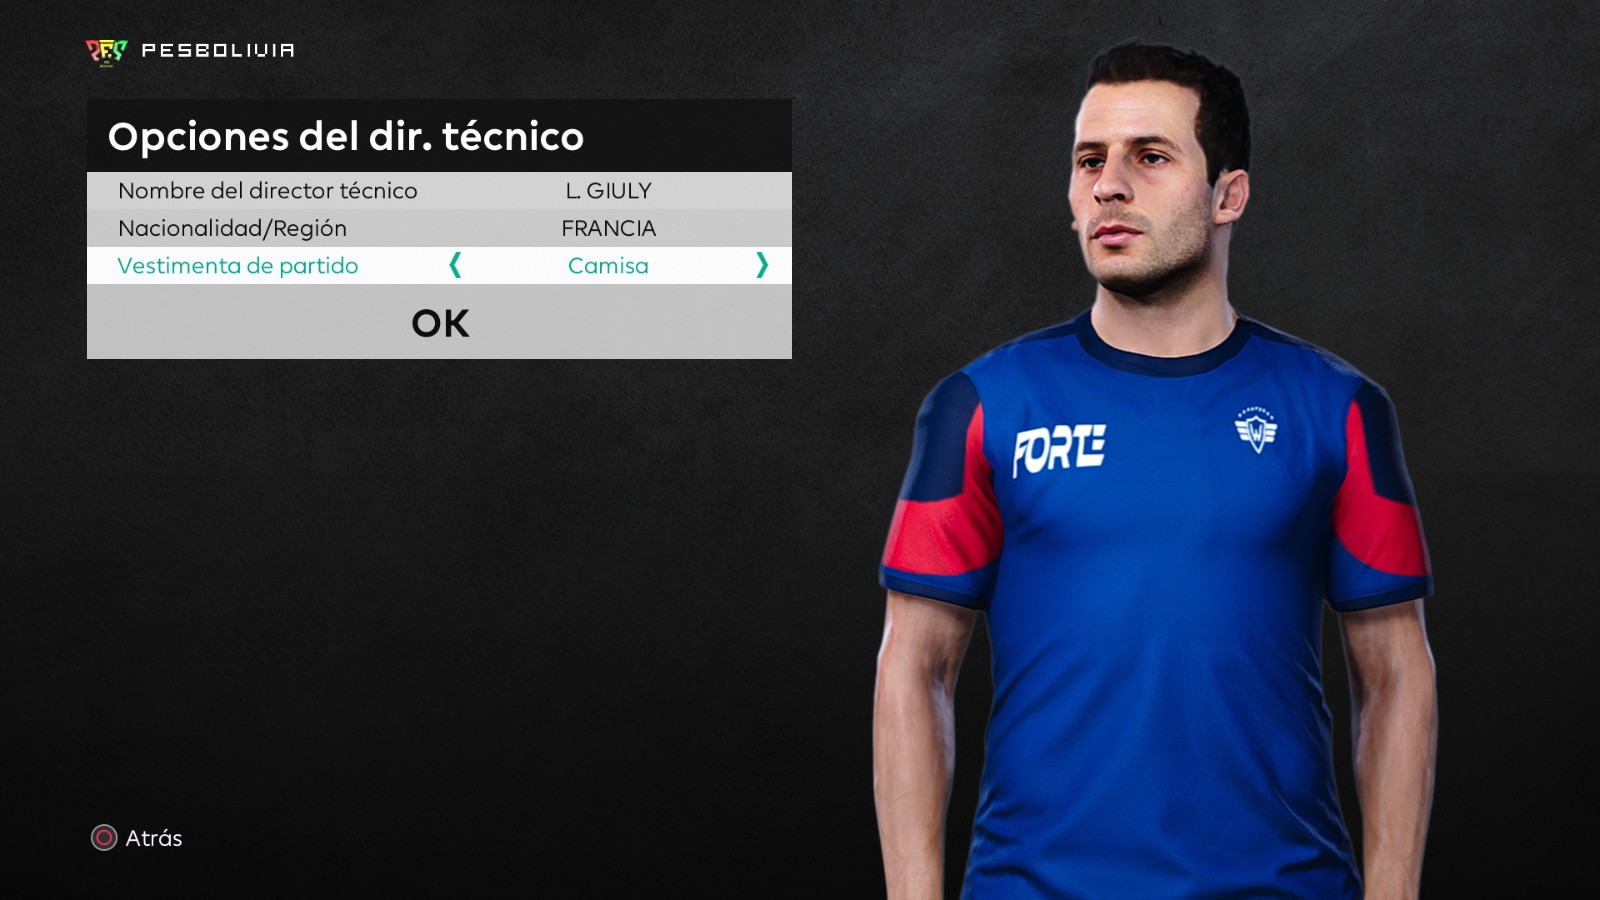 PESBOLIVIA
Opciones del dir. técnico
Nombre del director técnico L. GIULY
Nacionalidad/Región FRANCIA
Vestimenta de partido Camisa
OK
FORTE
W
Atrás